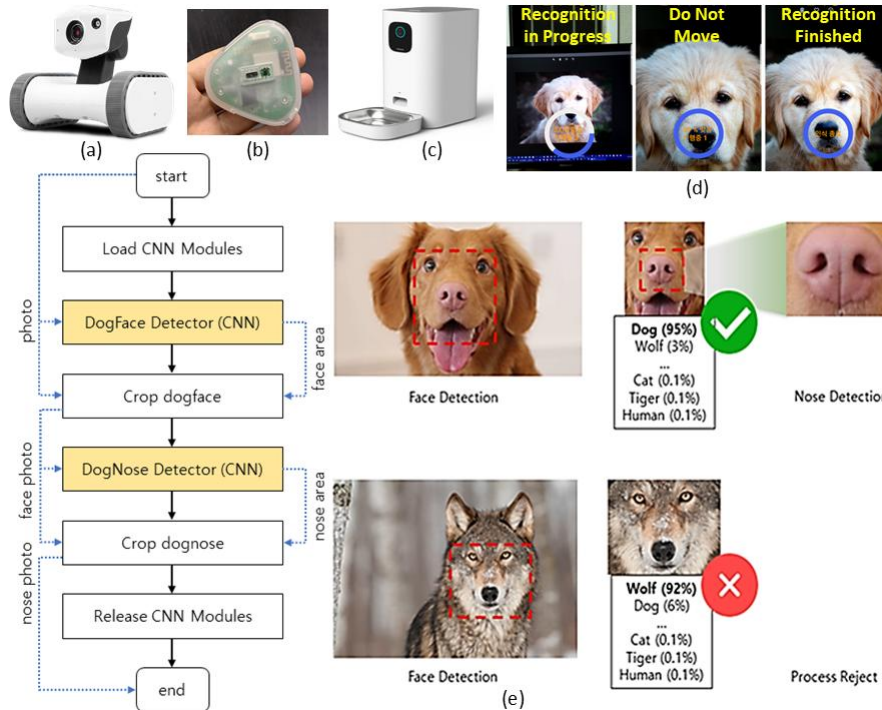 (a)
(b)
(c)
Recognition
in Progress
Do Not
Move
Recognition
Finished
(d)
start
Load CNN Modules
DogFace Detector (CNN)
Crop dogface
DogNose Detector (CNN)
Crop dognose
Release CNN Modules
end
photo
face area
face photo
nose area
nose photo
Face Detection
Dog (95%)
Wolf (3%)
...
Cat (0.1%)
Tiger (0.1%)
Human (0.1%)
Nose Detection
Face Detection
Wolf (92%)
Dog (6%)
...
Cat (0.1%)
Tiger (0.1%)
Human (0.1%)
Process Reject
(e)